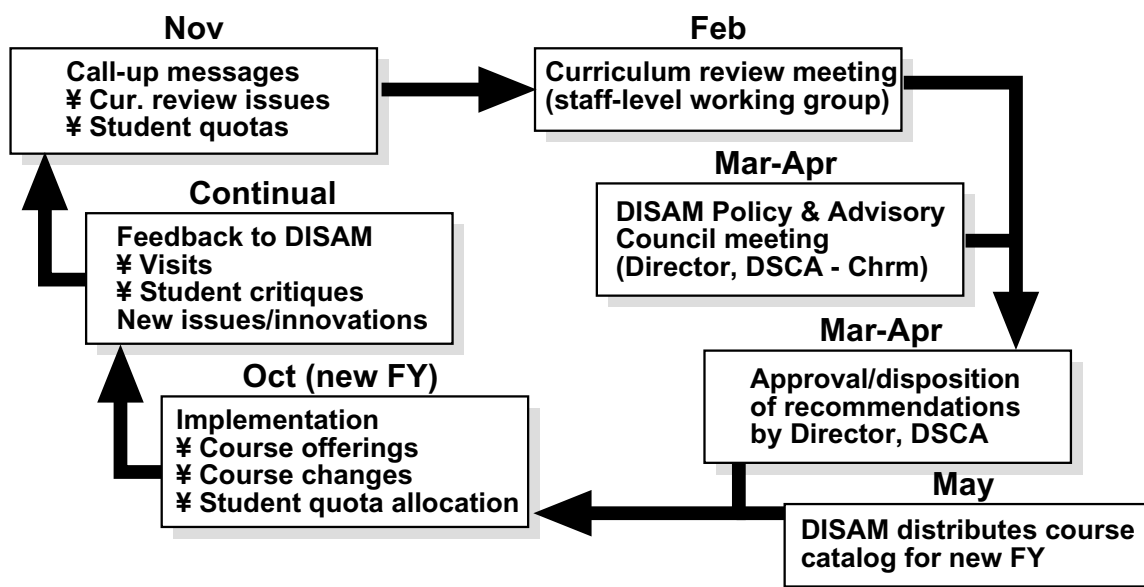 Nov
Call-up messages
¥ Cur. review issues
¥ Student quotas
Feb
Curriculum review meeting
(staff-level working group)
Mar-Apr
DISAM Policy & Advisory
Council meeting
(Director, DSCA - Chrm)
Mar-Apr
Approval/disposition
of recommendations
by Director, DSCA
May
DISAM distributes course
catalog for new FY
Oct (new FY)
Implementation
¥ Course offerings
¥ Course changes
¥ Student quota allocation
Continual
Feedback to DISAM
¥ Visits
¥ Student critiques
New issues/innovations